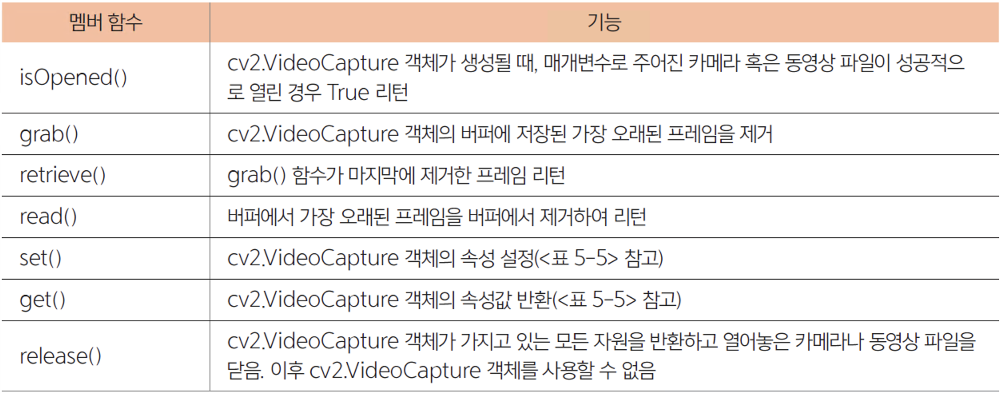 멤버 함수
기능
isOpened()
cv2.VideoCapture 객체가 생성될 때, 매개변수로 주어진 카메라 혹은 동영상 파일이 성공적으
로 열린 경우 True 리턴
grab()
cv2.VideoCapture 객체의 버퍼에 저장된 가장 오래된 프레임을 제거
retrieve()
grab() 함수가 마지막에 제거한 프레임 리턴
read()
버퍼에서 가장 오래된 프레임을 버퍼에서 제거하여 리턴
set()
cv2.VideoCapture 객체의 속성 설정(<표 5-5> 참고)
get()
cv2.VideoCapture 객체의 속성값 반환(<표 5-5> 참고)
release()
cv2.VideoCapture 객체가 가지고 있는 모든 자원을 반환하고 열어놓은 카메라나 동영상 파일을
닫음. 이후 cv2.VideoCapture 객체를 사용할 수 없음